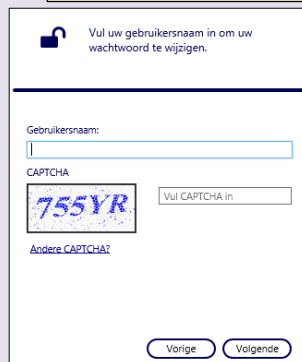 Vul uw gebruikersnaam in om uw
wachtwoord te wijzigen.
Gebruikersnaam:
CAPTCHA
755YR
Vul CAPTCHA in
Andere CAPTCHA?
Vorige
Volgende